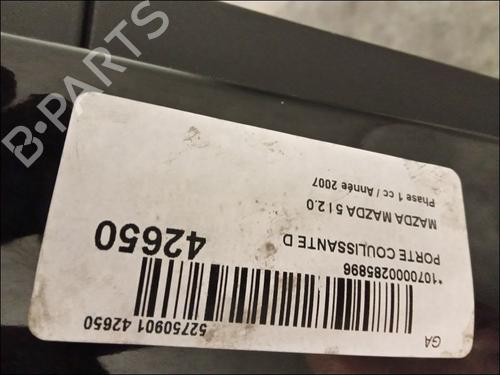 B-PARTS
GA
52750901 42650
*1070000285896
PORTE COULISSANTE D
42650
MAZDA MAZDA 5 I 2.0
Phase 1 cc / Année 2007